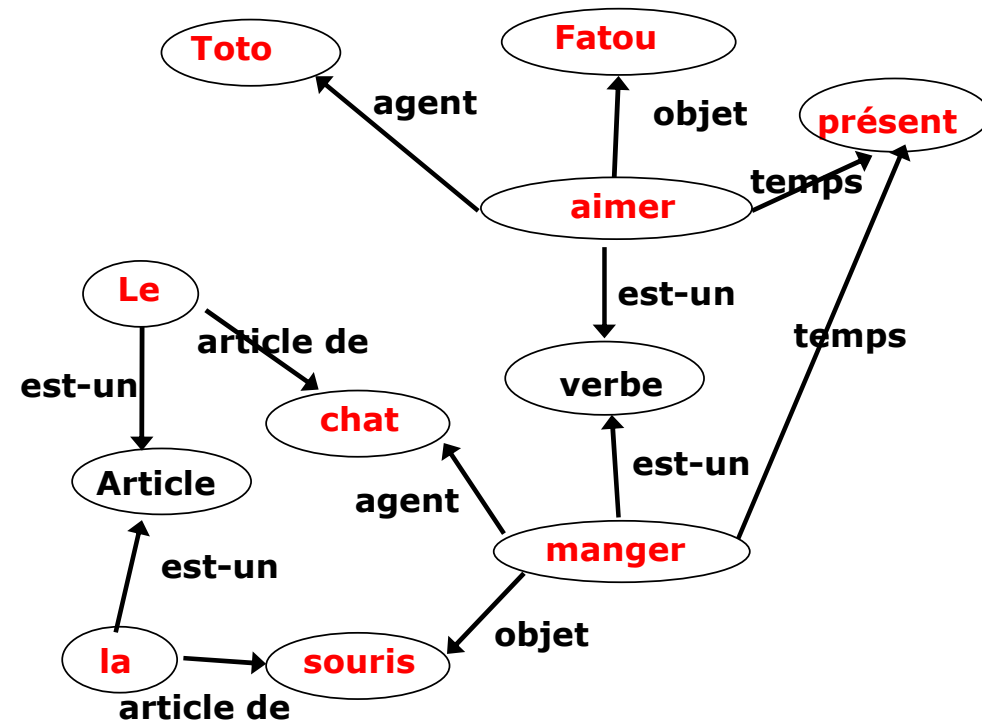 Toto
Fatou
agent
objet
présent
temps
aimer
Le
est-un
article de
temps
est-un
verbe
chat
Article
est-un
agent
manger
est-un
objet
la
souris
article de